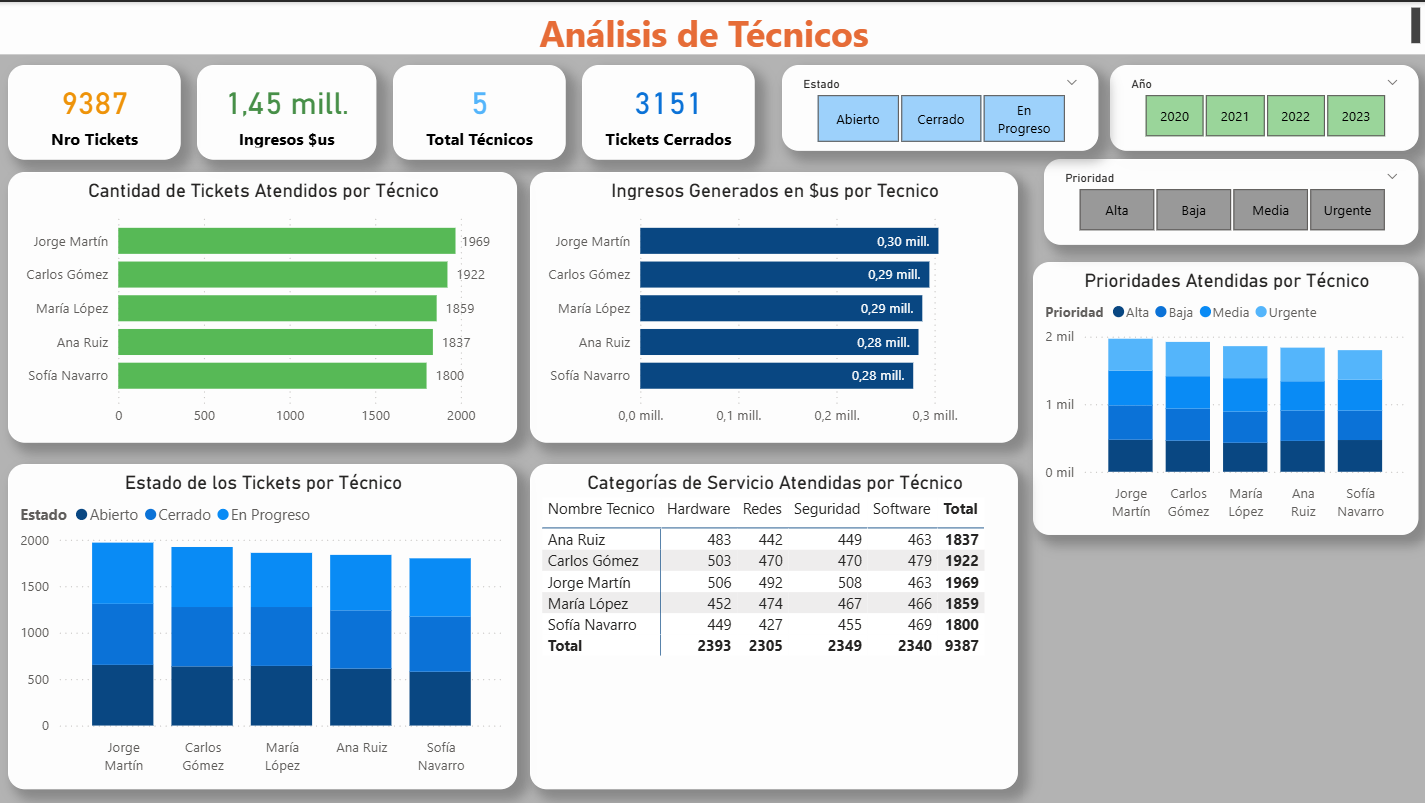 Análisis de Técnicos
9387
Nro Tickets
1,45 mill.
Ingresos $us
5
Total Técnicos
3151
Tickets Cerrados
Estado
Abierto
Cerrado
En
Progreso
Año
2020
2021
2022
2023
Prioridad
Alta
Baja
Media
Urgente
Cantidad de Tickets Atendidos por Técnico
Jorge Martín 1969
Carlos Gómez 1922
María López 1859
Ana Ruiz 1837
Sofía Navarro 1800
0 500 1000 1500 2000
Ingresos Generados en $us por Tecnico
Jorge Martín 0,30 mill.
Carlos Gómez 0,29 mill.
María López 0,29 mill.
Ana Ruiz 0,28 mill.
Sofía Navarro 0,28 mill.
0,0 mill. 0,1 mill. 0,2 mill. 0,3 mill.
Prioridades Atendidas por Técnico
Prioridad Alta Baja Media Urgente
2 mil
1 mil
0 mil
Jorge Carlos María Ana Sofía
Martín Gómez López Ruiz Navarro
Estado de los Tickets por Técnico
Estado Abierto Cerrado En Progreso
2000
1500
1000
500
0
Jorge Carlos María Ana Ruiz Sofía
Martín Gómez López Navarro
Categorías de Servicio Atendidas por Técnico
Nombre Tecnico Hardware Redes Seguridad Software Total
Ana Ruiz 483 442 449 463 1837
Carlos Gómez 503 470 470 479 1922
Jorge Martín 506 492 508 463 1969
María López 452 474 467 466 1859
Sofía Navarro 449 427 455 469 1800
Total 2393 2305 2349 2340 9387